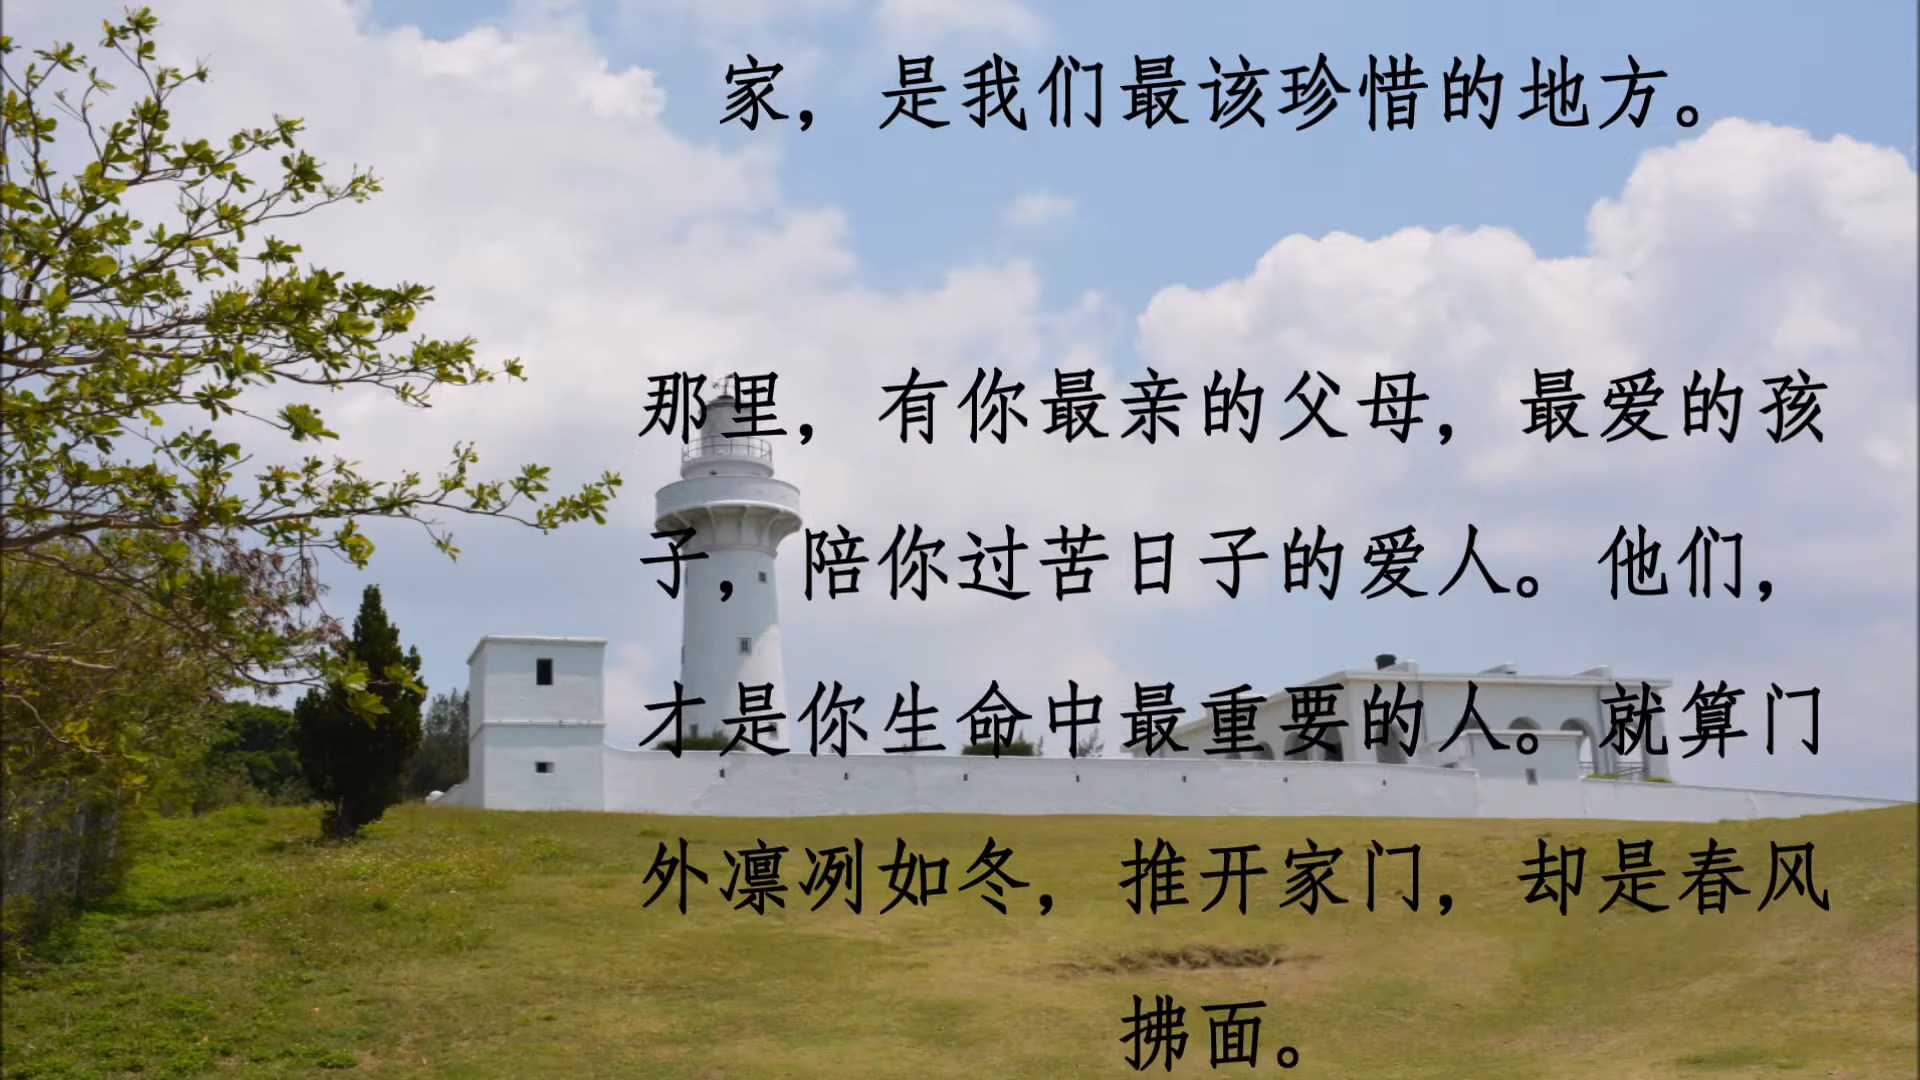 家，是我们最该珍惜的地方。
那里，有你最亲的父母，最爱的孩
子，陪你过苦日子的爱人。他们，
才是你生命中最重要的人。就算门
外凛冽如冬，推开家门，却是春风
拂面。